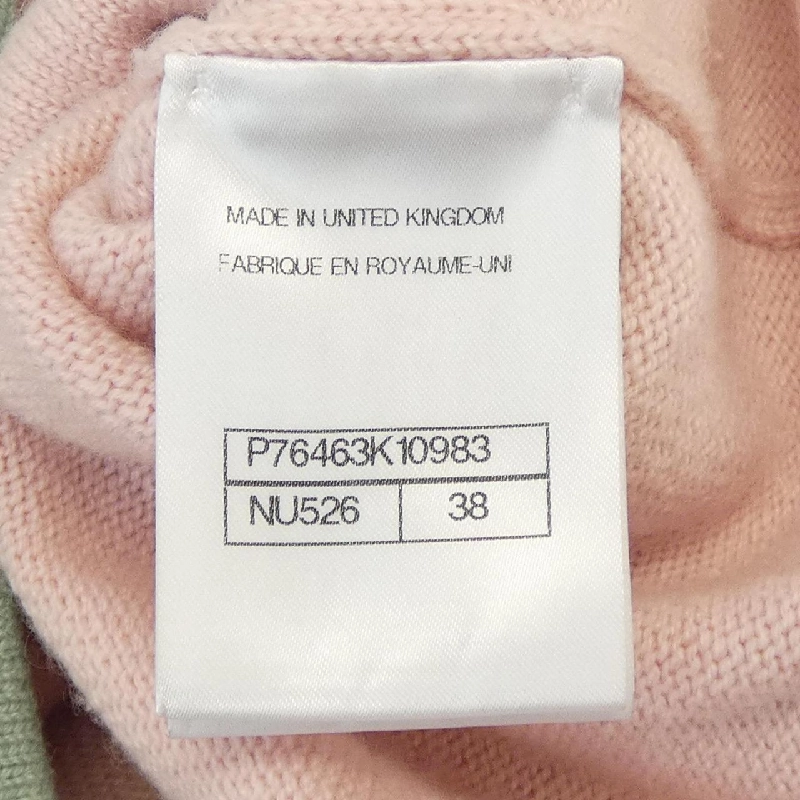 MADE IN UNITED KINGDOM
FABRIQUE EN ROYAUME-UNI
P76463K10983
NU526 38